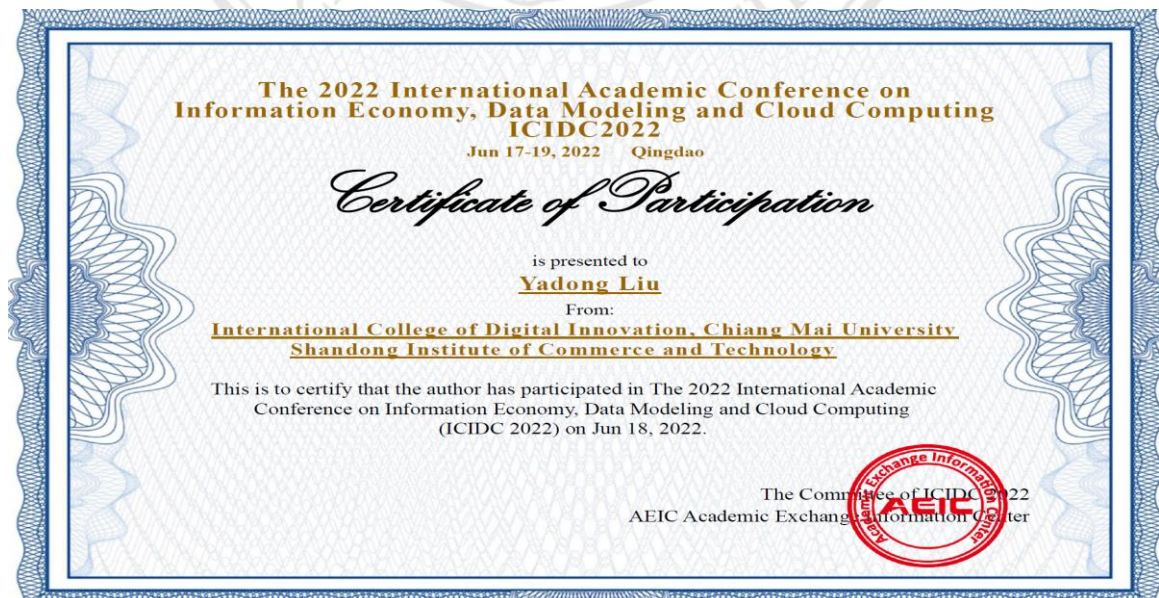 The 2022 International Academic Conference on
Information Economy, Data Modeling and Cloud Computing
ICIDC2022
Jun 17-19, 2022 Qingdao
Certificate of Participation
is presented to
Yadong Liu
From:
International College of Digital Innovation, Chiang Mai University
Shandong Institute of Commerce and Technology
This is to certify that the author has participated in The 2022 International Academic
Conference on Information Economy, Data Modeling and Cloud Computing
(ICIDC 2022) on Jun 18, 2022.
The Committee of ICIDC 2022
AEIC Academic Exchange Information Center
Academic Exchange Information Center
AEIC